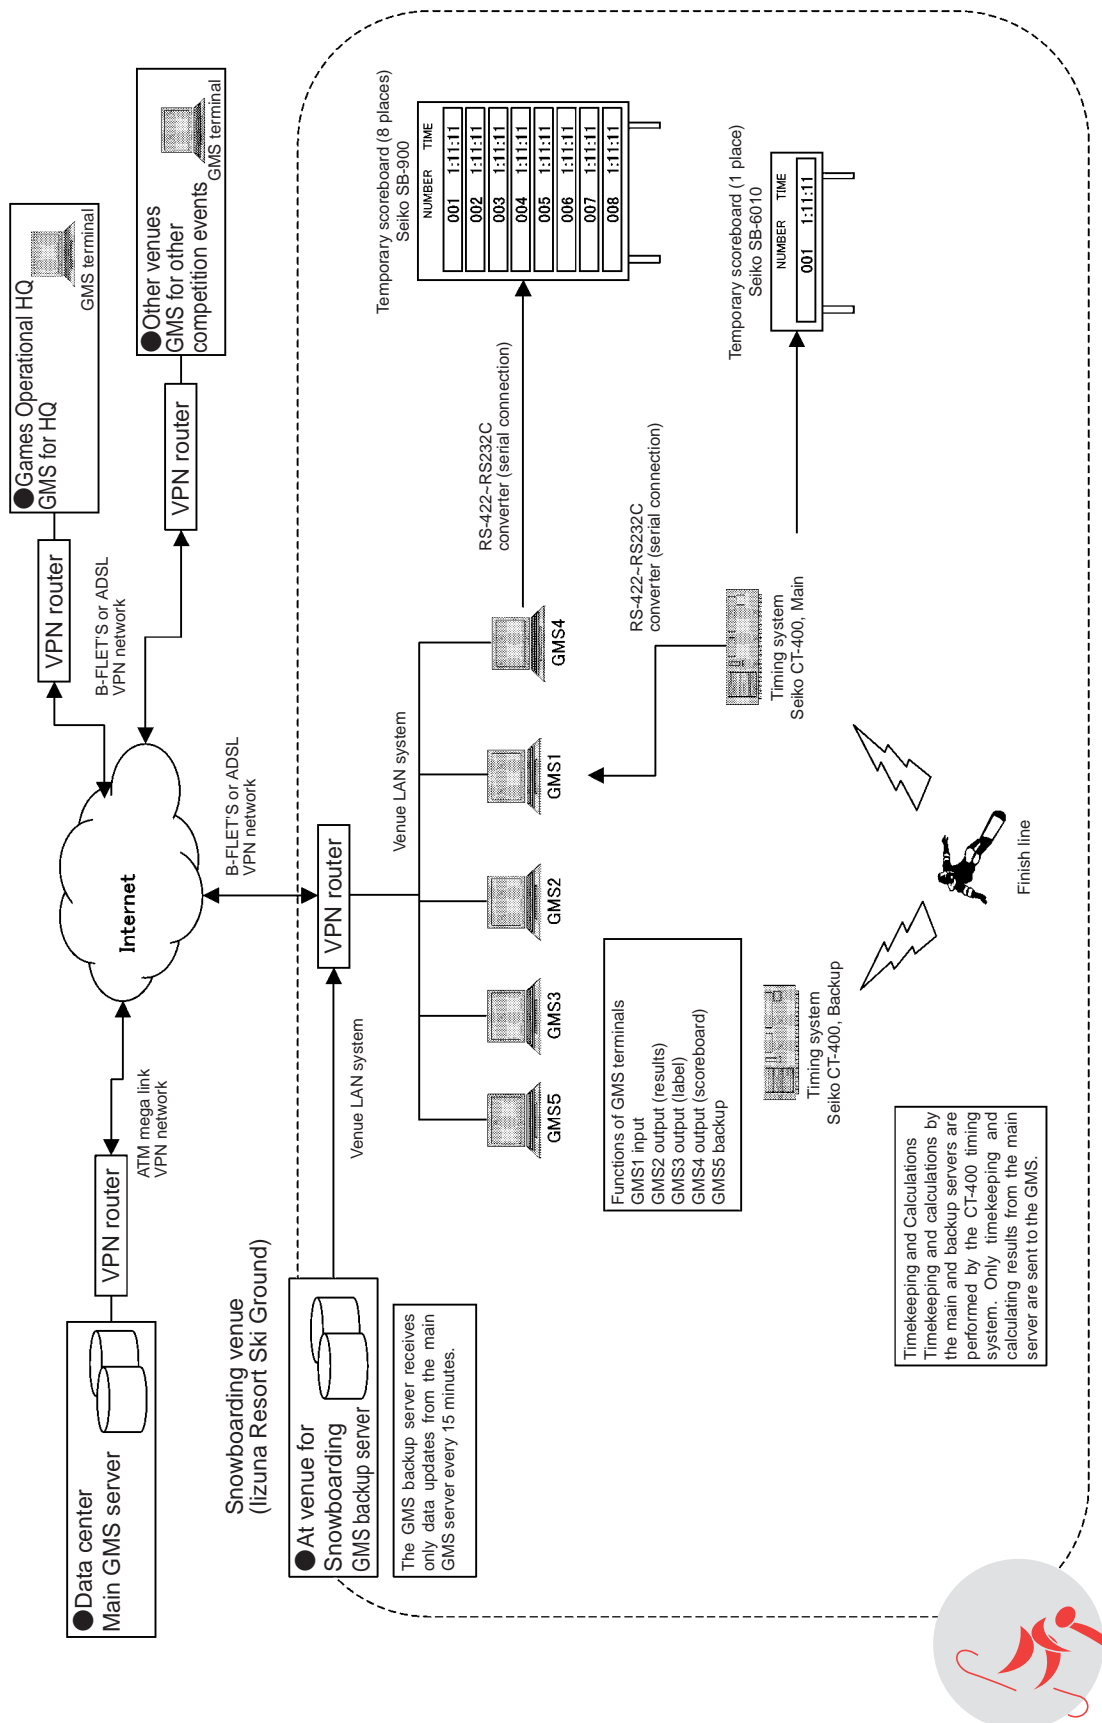 ●Data center
Main GMS server
VPN router
ATM mega link
VPN network
Internet
●Games Operational HQ
GMS for HQ
GMS terminal
VPN router
B-FLET'S or ADSL
VPN network
●Other venues
GMS for other
competition events
GMS terminal
VPN router
Snowboarding venue
(Iizuna Resort Ski Ground)
●At venue for
Snowboarding
GMS backup server
The GMS backup server receives
only data updates from the main
GMS server every 15 minutes.
Venue LAN system
VPN router
B-FLET'S or ADSL
VPN network
Venue LAN system
GMS5
GMS3
GMS2
GMS1
GMS4
RS-422~RS232C
converter (serial connection)
Temporary scoreboard (8 places)
Seiko SB-900
NUMBER TIME
001 1:11:11
002 1:11:11
003 1:11:11
004 1:11:11
005 1:11:11
006 1:11:11
007 1:11:11
008 1:11:11
Functions of GMS terminals
GMS1 input
GMS2 output (results)
GMS3 output (label)
GMS4 output (scoreboard)
GMS5 backup
RS-422~RS232C
converter (serial connection)
Temporary scoreboard (1 place)
Seiko SB-6010
NUMBER TIME
001 1:11:11
Timing system
Seiko CT-400, Backup
Timing system
Seiko CT-400, Main
Timekeeping and Calculations
Timekeeping and calculations by
the main and backup servers are
performed by the CT-400 timing
system. Only timekeeping and
calculating results from the main
server are sent to the GMS.
Finish line